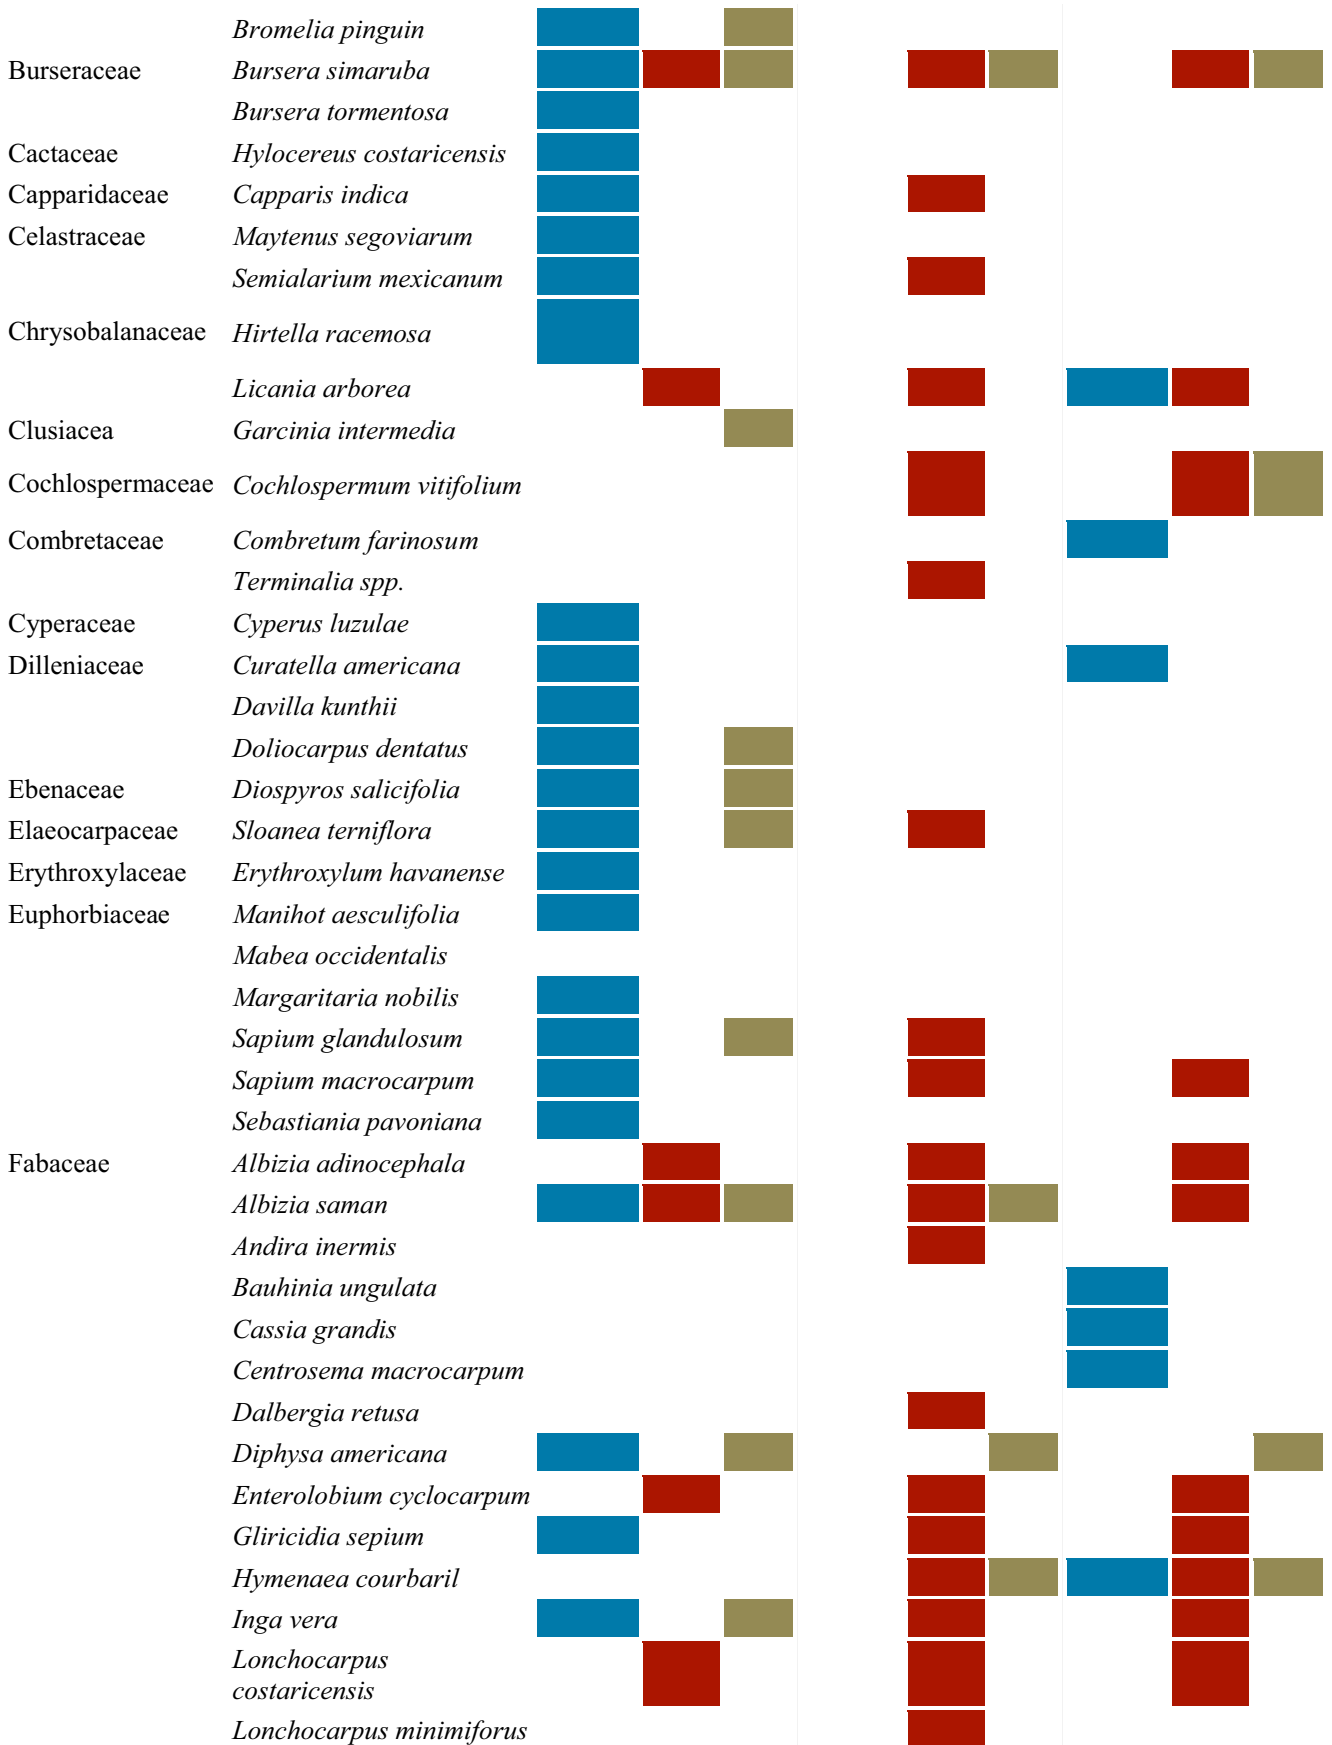 Bromelia pinguin
Burseraceae Bursera simaruba
Bursera tormentosa
Cactaceae Hylocereus costaricensis
Capparidaceae Capparis indica
Celastraceae Maytenus segoviarum
Semialarium mexicanum
Chrysobalanaceae Hirtella racemosa
Licania arborea
Clusiacea Garcinia intermedia
Cochlospermaceae Cochlospermum vitifolium
Combretaceae Combretum farinosum
Terminalia spp.
Cyperaceae Cyperus luzulae
Dilleniaceae Curatella americana
Davilla kunthii
Doliocarpus dentatus
Ebenaceae Diospyros salicifolia
Elaeocarpaceae Sloanea terniflora
Erythroxylaceae Erythroxylum havanense
Euphorbiaceae Manihot aesculifolia
Mabea occidentalis
Margaritaria nobilis
Sapium glandulosum
Sapium macrocarpum
Sebastiania pavoniana
Fabaceae Albizia adinocephala
Albizia saman
Andira inermis
Bauhinia ungulata
Cassia grandis
Centrosema macrocarpum
Dalbergia retusa
Diphysa americana
Enterolobium cyclocarpum
Gliricidia sepium
Hymenaea courbaril
Inga vera
Lonchocarpus
costaricensis
Lonchocarpus minimiforus